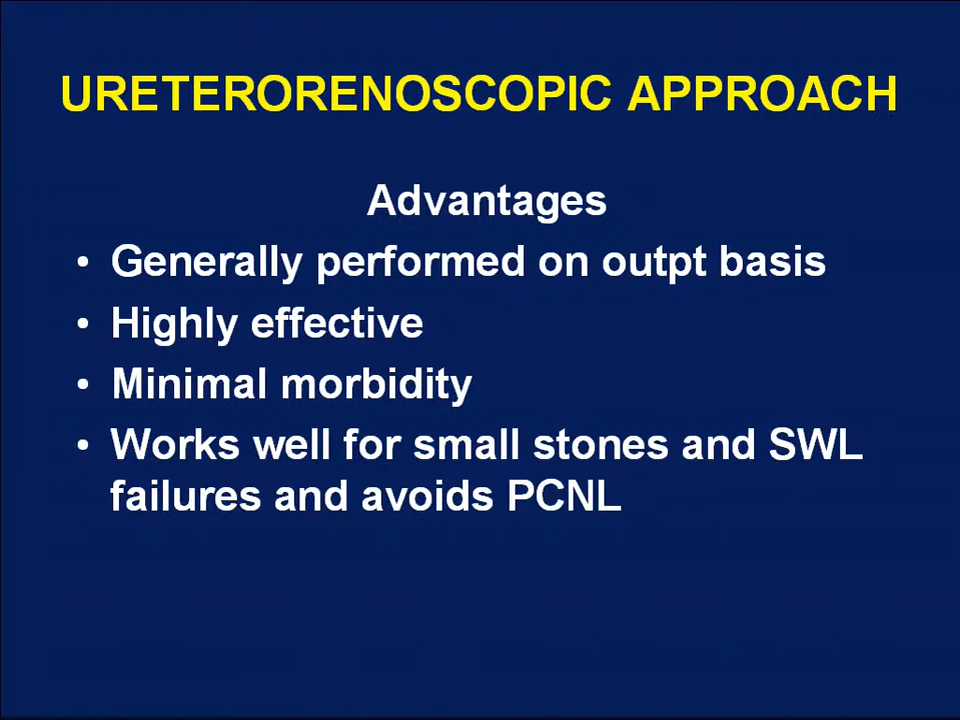 URETERORENOSCOPIC APPROACH
Advantages
• Generally performed on outpt basis
• Highly effective
• Minimal morbidity
• Works well for small stones and SWL
failures and avoids PCNL